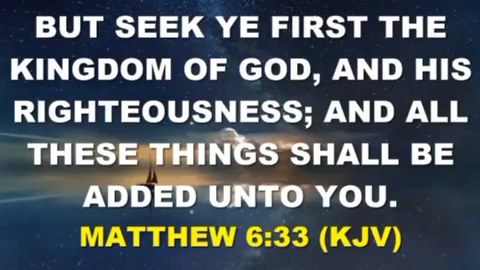 BUT SEEK YE FIRST THE
KINGDOM OF GOD, AND HIS
RIGHTEOUSNESS; AND ALL
THESE THINGS SHALL BE
ADDED UNTO YOU.
MATTHEW 6:33 (KJV)